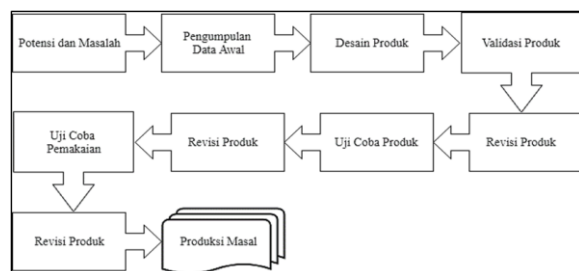 Potensi dan Masalah
Pengumpulan
Data Awal
Desain Produk
Validasi Produk
Revisi Produk
Uji Coba Produk
Revisi Produk
Uji Coba
Pemakaian
Revisi Produk
Produksi Masal